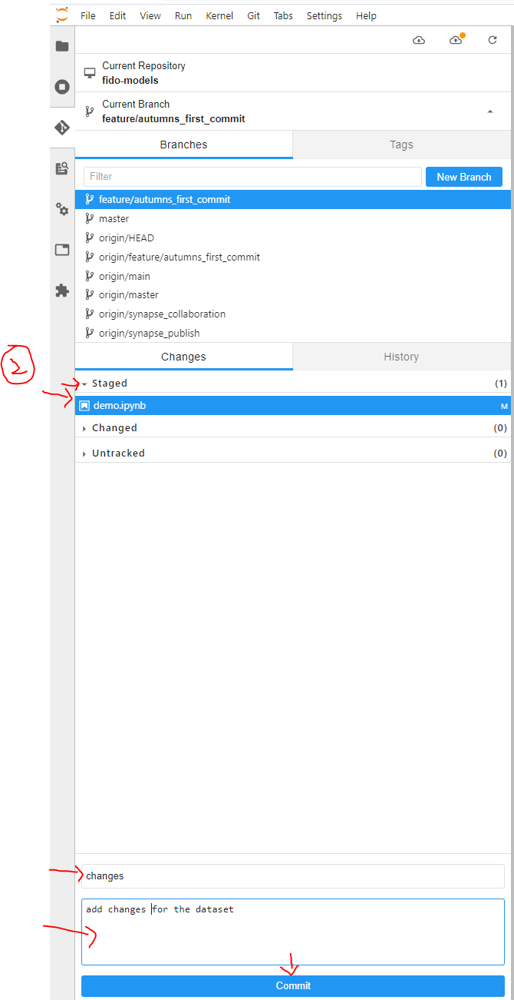 File Edit View Run Kernel Git Tabs Settings Help
Current Repository
fido-models
Current Branch
feature/autumns_first_commit
Branches Tags
Filter New Branch
feature/autumns_first_commit
master
origin/HEAD
origin/feature/autumns_first_commit
origin/main
origin/master
origin/synapse_collaboration
origin/synapse_publish
Changes History
2
Staged (1)
demo.ipynb M
Changed (0)
Untracked (0)
changes
add changes for the dataset
Commit